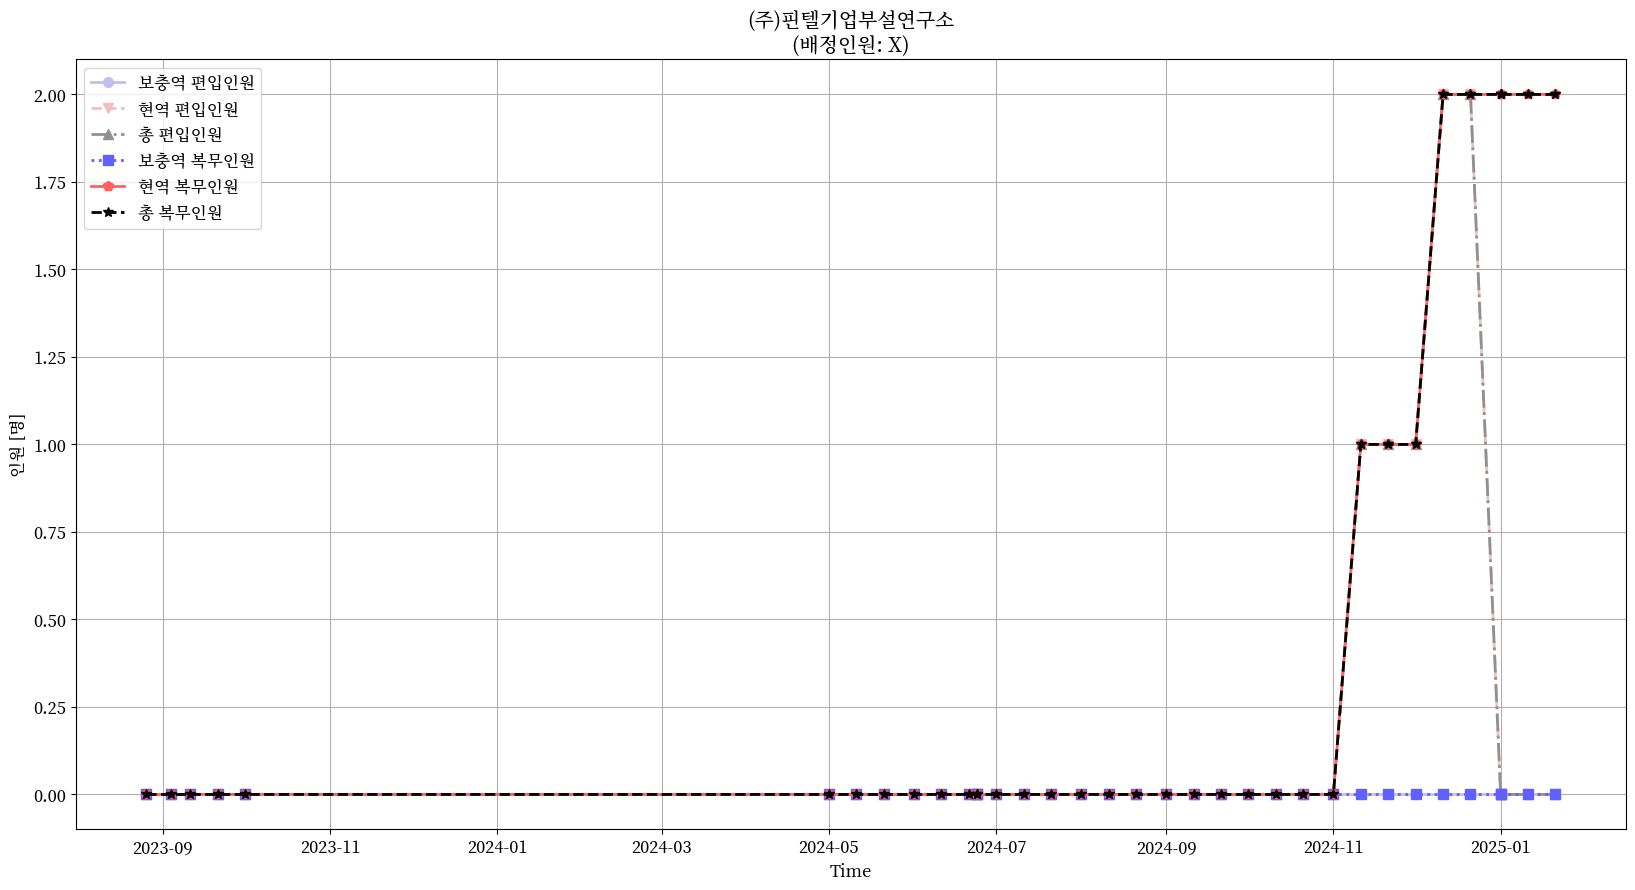 (주)핀텔기업부설연구소
(배정인원: X)
보충역 편입인원
현역 편입인원
총 편입인원
보충역 복무인원
현역 복무인원
총 복무인원
2.00
1.75
1.50
1.25
1.00
0.75
0.50
0.25
0.00
인원 [명]
2023-09
2023-11
2024-01
2024-03
2024-05
2024-07
2024-09
2024-11
2025-01
Time